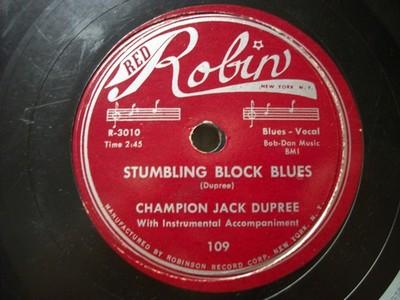 RED
Robin
NEW YORK N.Y.
R-3010
Time 2:45
Blues - Vocal
Bob-Dan Music
BMI
STUMBLING BLOCK BLUES
(Dupree)
CHAMPION JACK DUPREE
With Instrumental Accompaniment
109
MANUFACTURED BY ROBINSON RECORD CORP. NEW YORK, N.Y.